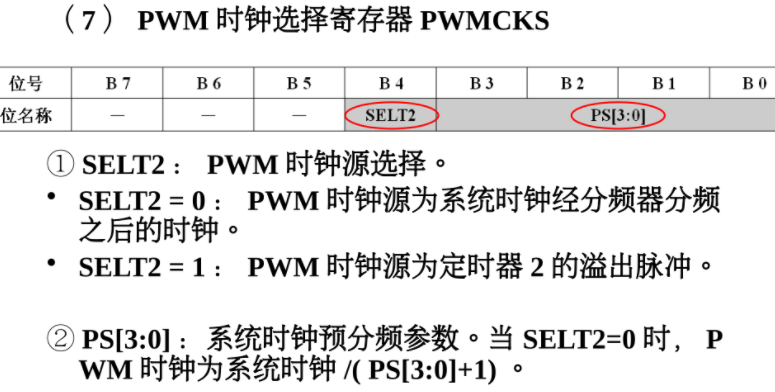 （7） PWM 时钟选择寄存器 PWMCKS
位号 B 7 B 6 B 5 B 4 B 3 B 2 B 1 B 0
位名称 — — — SELT2 PS[3:0]
① SELT2： PWM 时钟源选择。
• SELT2 = 0： PWM 时钟源为系统时钟经分频器分频
之后的时钟。
• SELT2 = 1： PWM 时钟源为定时器 2 的溢出脉冲。
② PS[3:0]：系统时钟预分频参数。当 SELT2=0 时， P
WM 时钟为系统时钟 /( PS[3:0]+1) 。